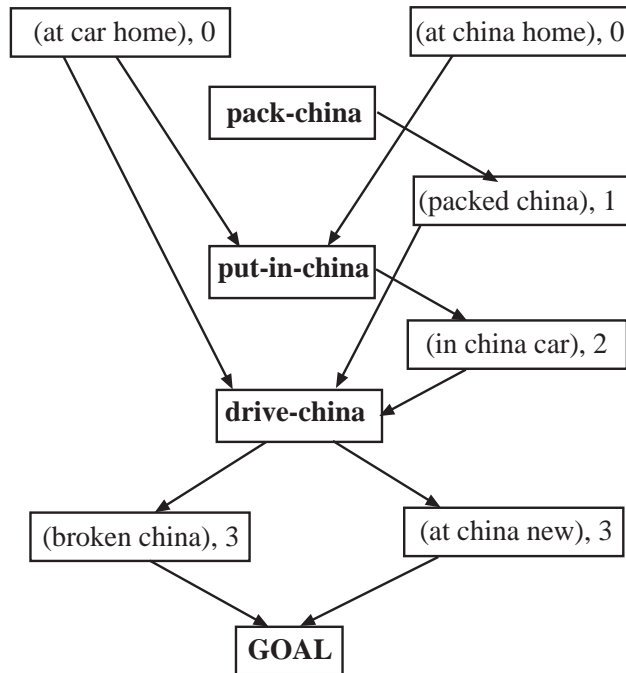 (at car home), 0
(at china home), 0
pack-china
(packed china), 1
put-in-china
(in china car), 2
drive-china
(broken china), 3
(at china new), 3
GOAL